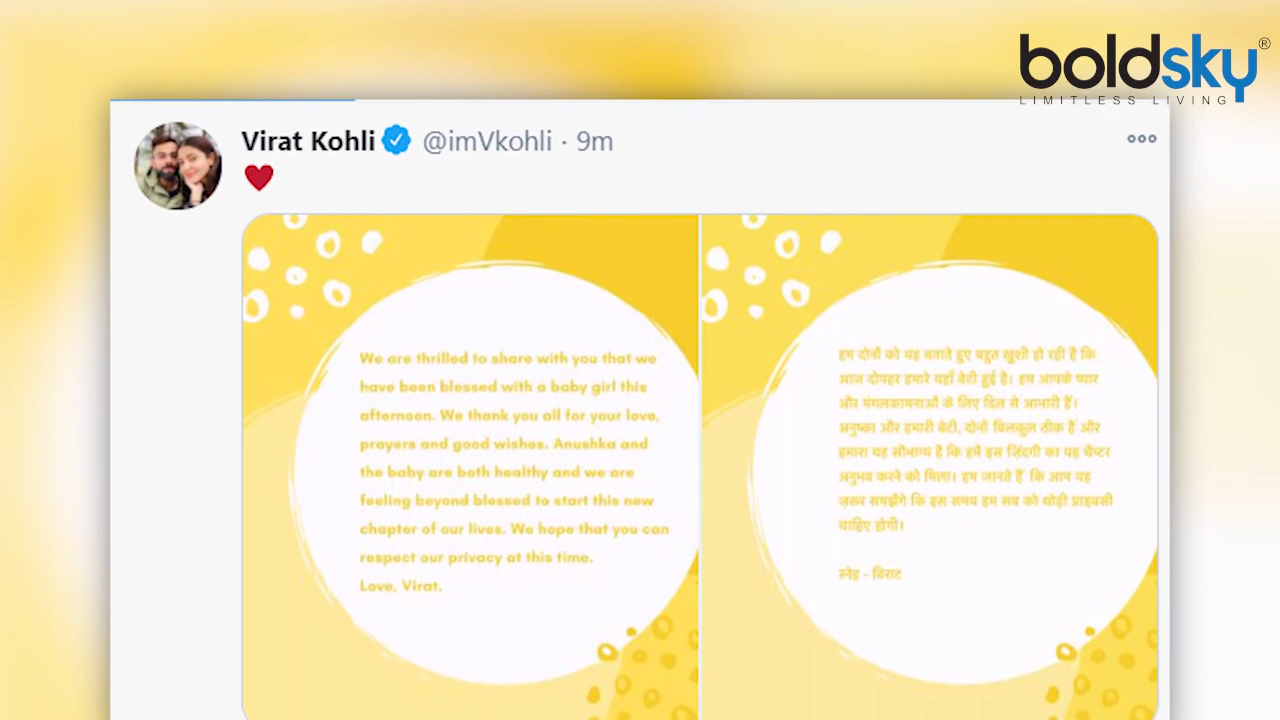 boldsky®
LIMITLESS LIVING
Virat Kohli @imVkohli · 9m
We are thrilled to share with you that we
have been blessed with a baby girl this
afternoon. We thank you all for your love,
prayers and good wishes. Anushka and
the baby are both healthy and we are
feeling beyond blessed to start this new
chapter of our lives. We hope that you can
respect our privacy at this time.
Love, Virat.
हम दोनों को यह बताते हुए बहुत खुशी हो रही है कि
आज दोपहर हमारे यहाँ बेटी हुई है। हम आपके प्यार
और मंगलकामनाओं के लिए दिल से आभारी हैं।
अनुष्का और हमारी बेटी, दोनों बिलकुल ठीक हैं और
हमारा यह सौभाग्य है कि हमें इस ज़िंदगी का यह चैप्टर
अनुभव करने को मिला। हम जानते हैं कि आप यह
ज़रूर समझेंगे कि इस समय हम सब को थोड़ी प्राइवसी
चाहिए होगी।
स्नेह - विराट